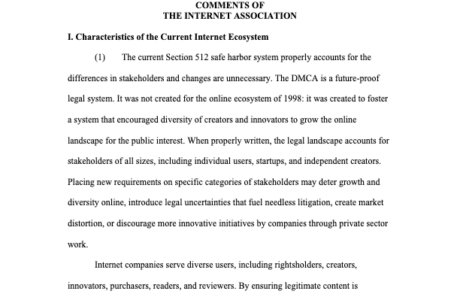 COMMENTS OF
THE INTERNET ASSOCIATION
I. Characteristics of the Current Internet Ecosystem
(1) The current Section 512 safe harbor system properly accounts for the
differences in stakeholders and changes are unnecessary. The DMCA is a future-proof
legal system. It was not created for the online ecosystem of 1998: it was created to foster
a system that encouraged diversity of creators and innovators to grow the online
landscape for the public interest. When properly written, the legal landscape accounts for
stakeholders of all sizes, including individual users, startups, and independent creators.
Placing new requirements on specific categories of stakeholders may deter growth and
diversity online, introduce legal uncertainties that fuel needless litigation, create market
distortion, or discourage more innovative initiatives by companies through private sector
work.
Internet companies serve diverse users, including rightsholders, creators,
innovators, purchasers, readers, and reviewers. By ensuring legitimate content is